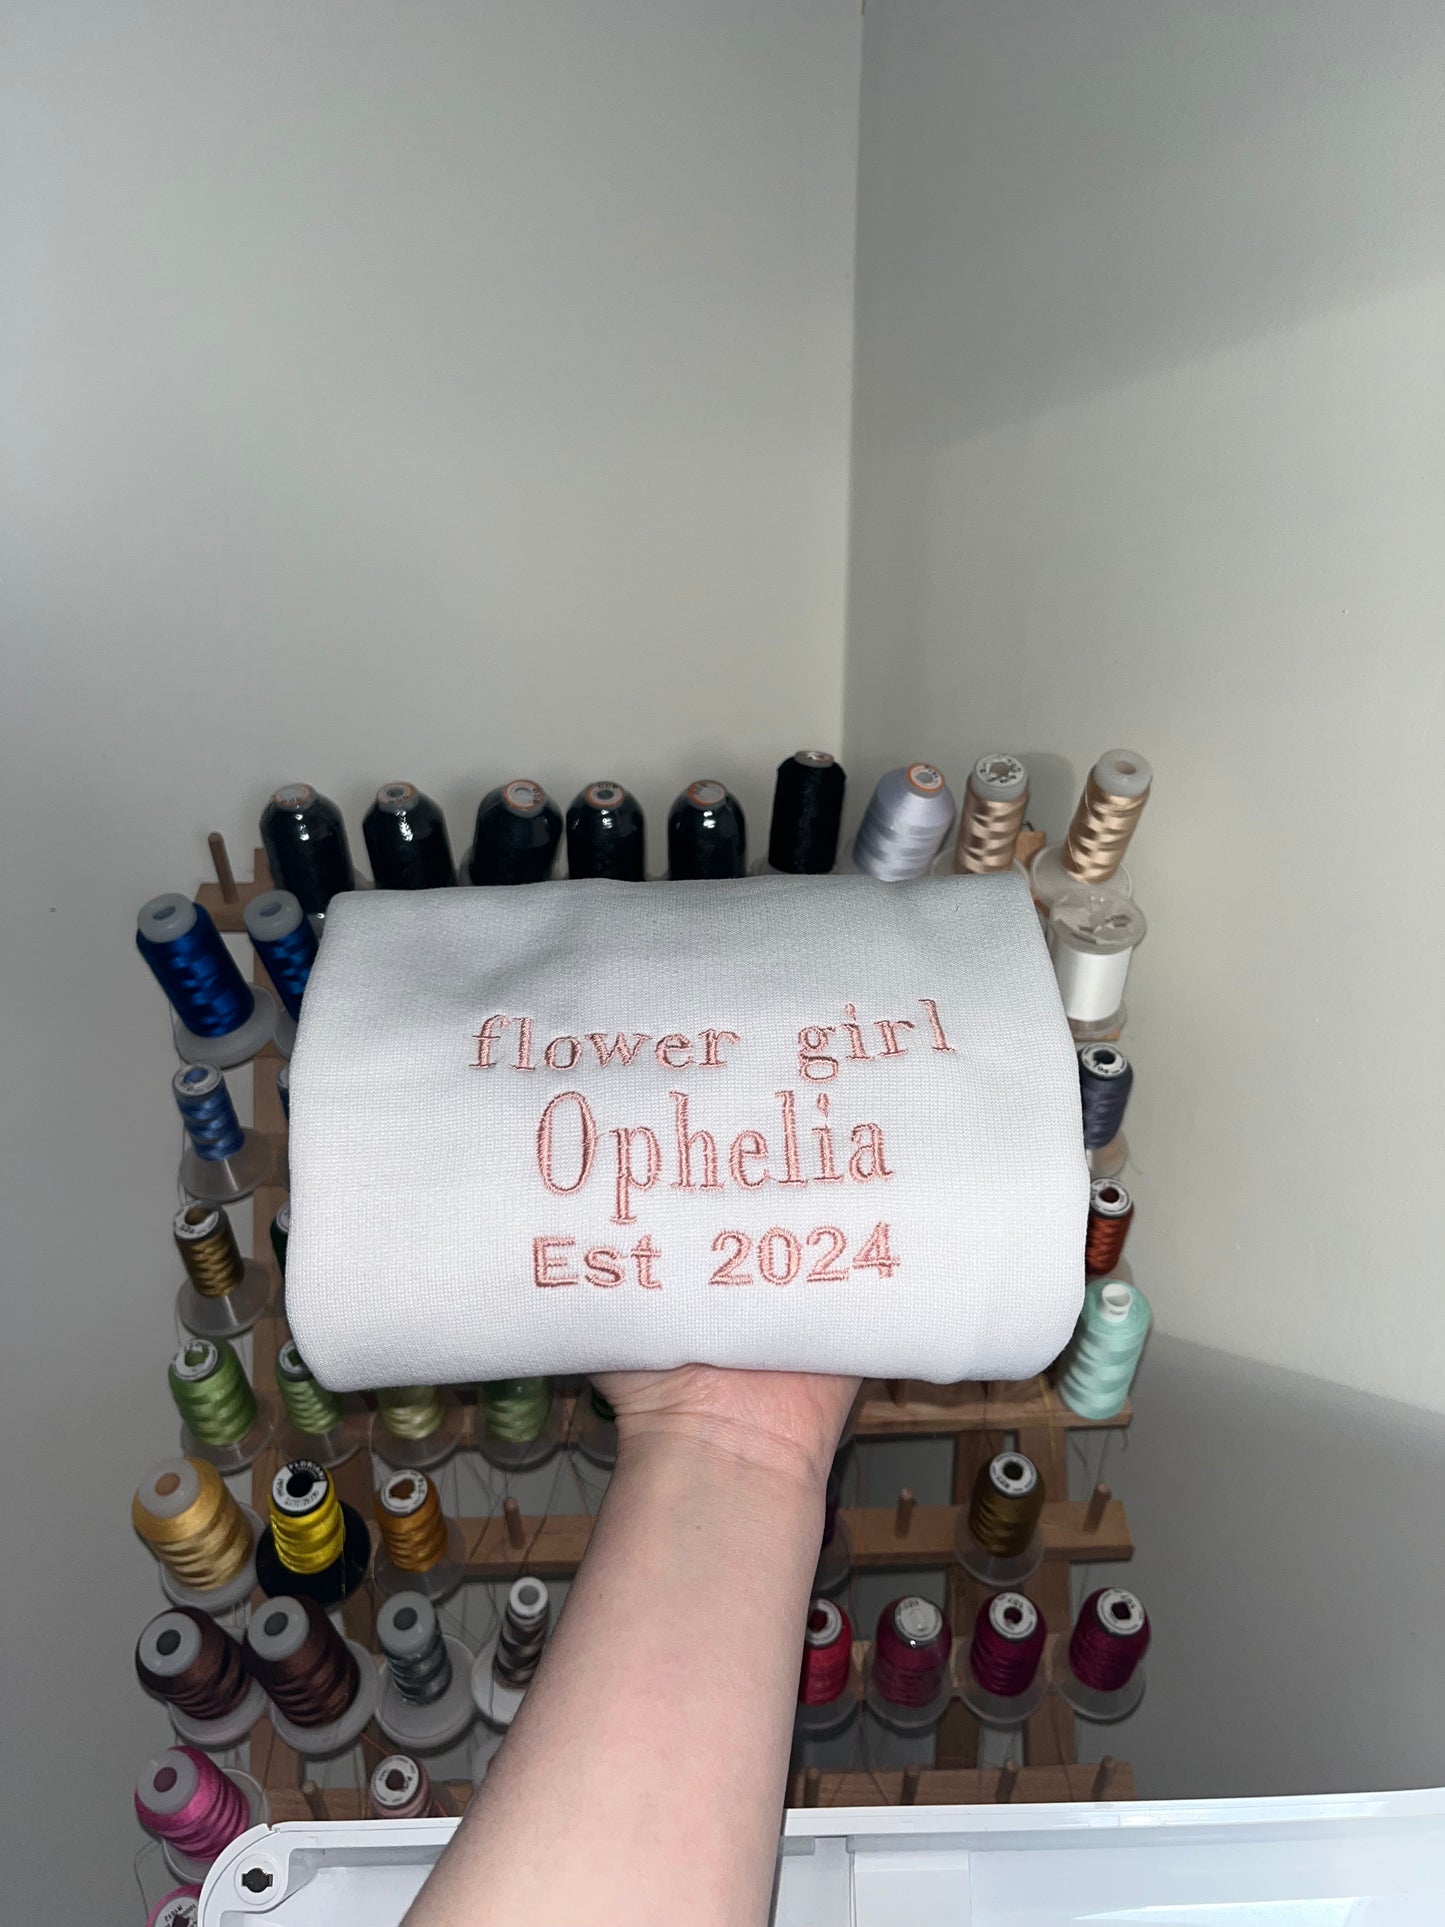 flower girl
Ophelia
Est 2024